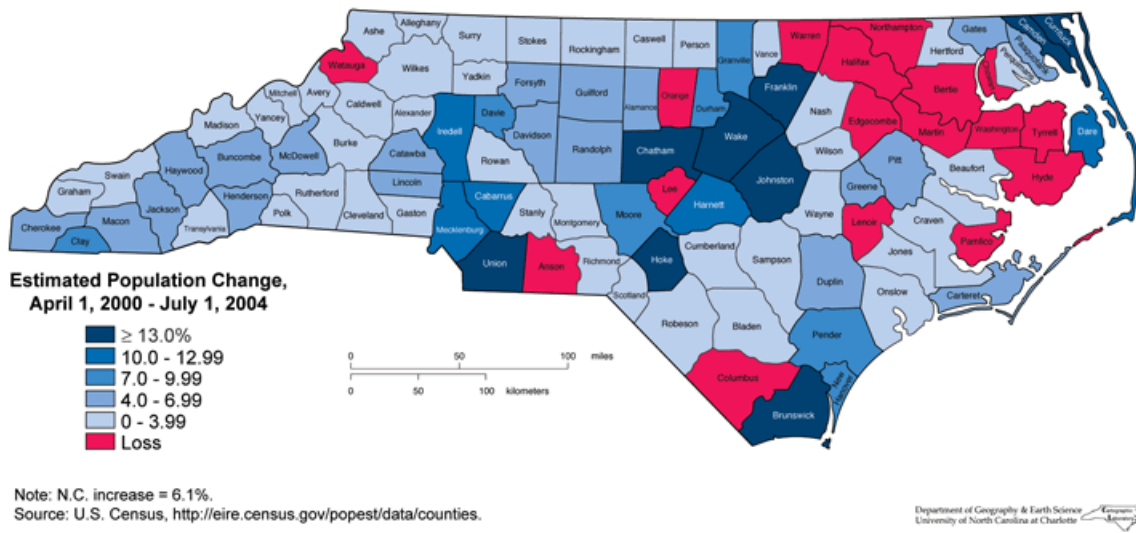 Ashe
Alleghany
Surry
Stokes
Rockingham
Caswell
Person
Granville
Vance
Warren
Northampton
Gates
Camden
Currituck
Pasquotank
Perquimans
Hertford
Halifax
Chowan
Bertie
Watauga
Wilkes
Yadkin
Forsyth
Guilford
Alamance
Orange
Durham
Franklin
Nash
Edgecombe
Martin
Washington
Tyrrell
Dare
Mitchell
Avery
Caldwell
Alexander
Iredell
Davie
Davidson
Randolph
Chatham
Wake
Wilson
Pitt
Beaufort
Hyde
Madison
Yancey
Burke
Catawba
Rowan
Johnston
Greene
Swain
Haywood
Buncombe
McDowell
Lincoln
Cabarrus
Lee
Harnett
Wayne
Lenoir
Craven
Pamlico
Graham
Jackson
Henderson
Rutherford
Polk
Cleveland
Gaston
Mecklenburg
Stanly
Montgomery
Moore
Cumberland
Sampson
Jones
Cherokee
Clay
Macon
Transylvania
Union
Anson
Richmond
Hoke
Scotland
Duplin
Onslow
Carteret
Robeson
Bladen
Pender
Columbus
Brunswick
New
Hanover
Estimated Population Change,
April 1, 2000 - July 1, 2004
≥ 13.0%
10.0 - 12.99
7.0 - 9.99
4.0 - 6.99
0 - 3.99
Loss
0 50 100 miles
0 50 100 kilometers
Note: N.C. increase = 6.1%.
Source: U.S. Census, http://eire.census.gov/popest/data/counties.
Department of Geography & Earth Science
University of North Carolina at Charlotte